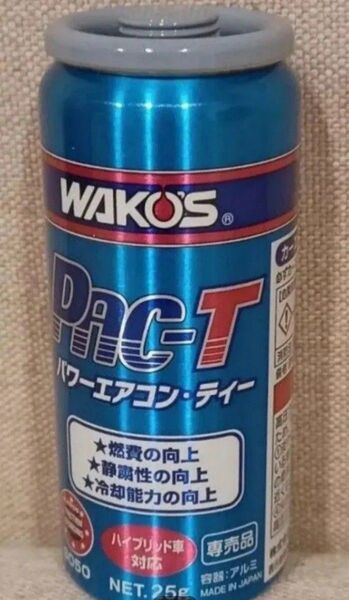 WAKO'S®
PAC-T
パワーエアコン・ティー
★燃費の向上
★静粛性の向上
★冷却能力の向上
ハイブリッド車
対応
専売品
NET.25g
容器:アルミ
MADE IN JAPAN